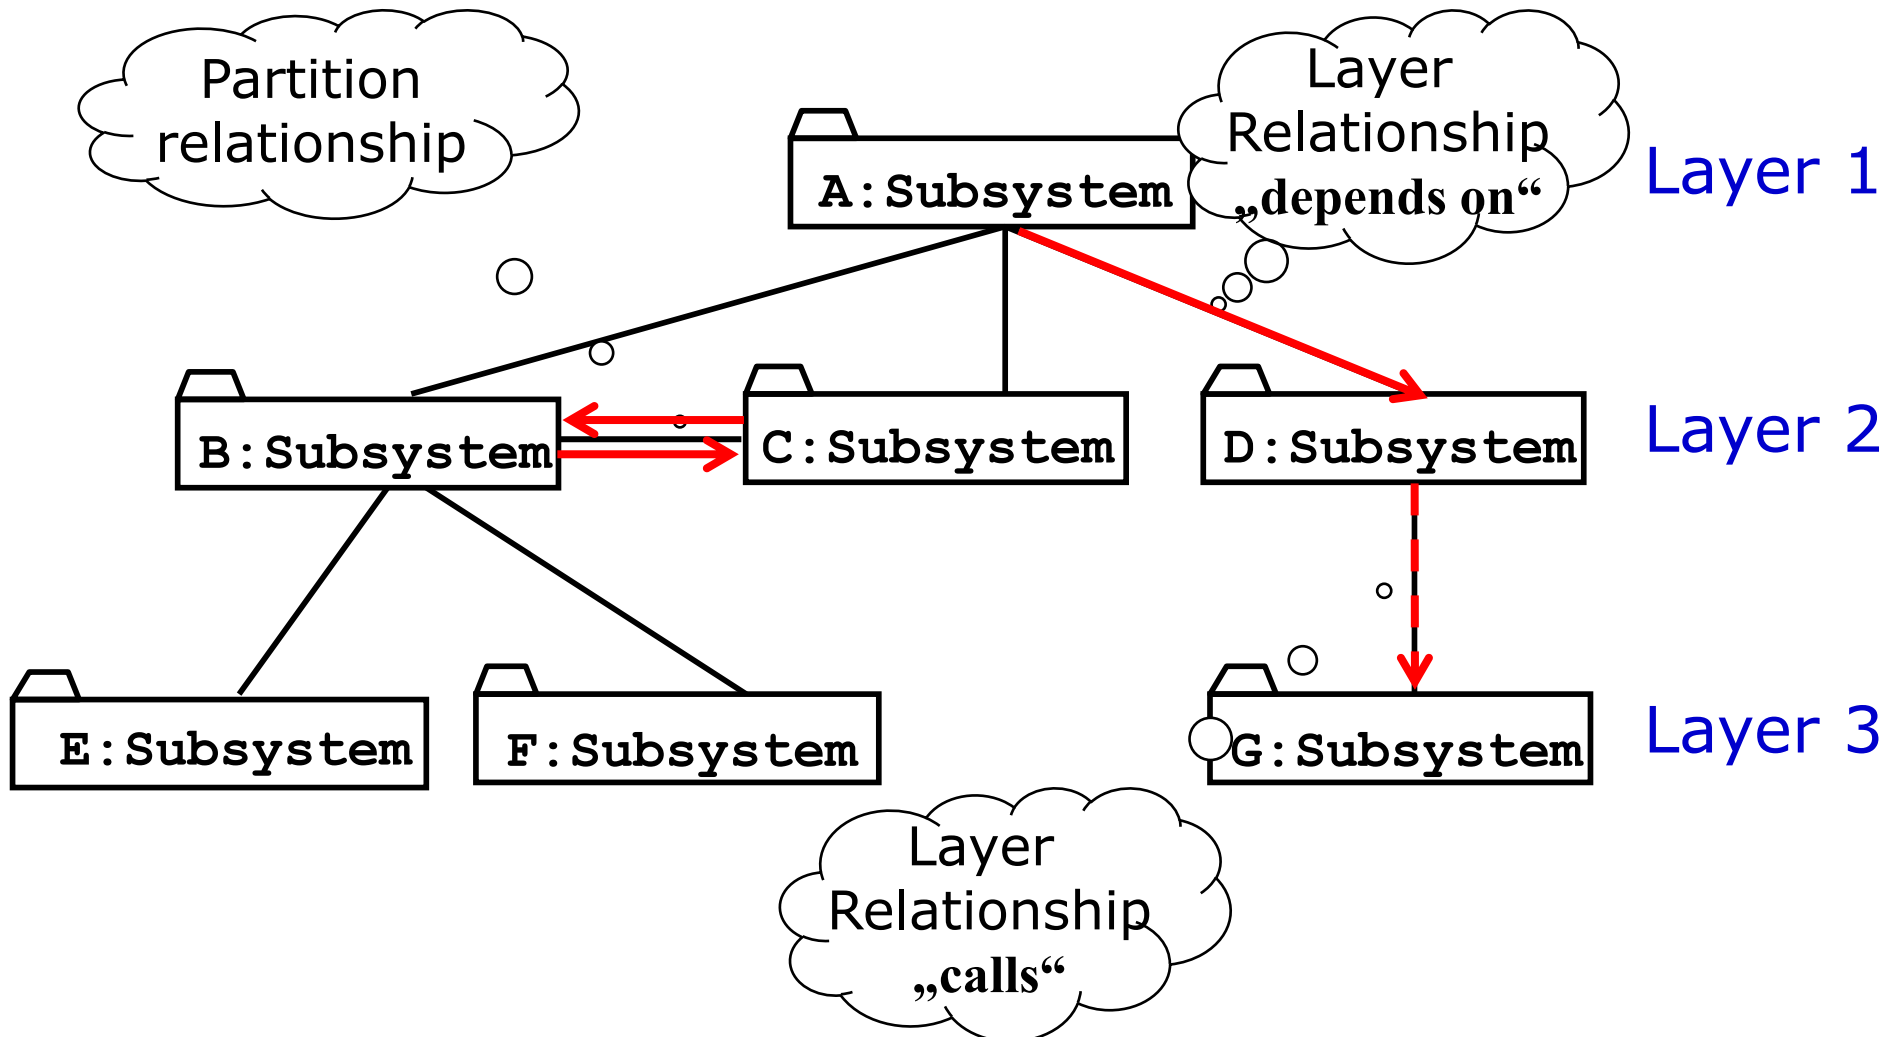 Partition
relationship
Layer
Relationship
„depends on“
A:Subsystem
Layer 1
B:Subsystem
C:Subsystem
D:Subsystem
Layer 2
E:Subsystem
F:Subsystem
G:Subsystem
Layer 3
Layer
Relationship
„calls“